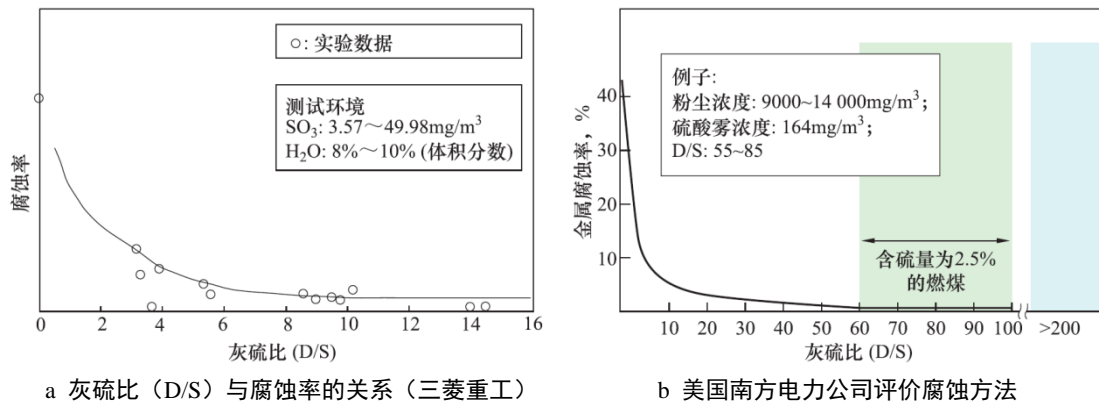 ○: 实验数据
测试环境
SO₃: 3.57～49.98mg/m³
H₂O: 8%～10% (体积分数)
腐蚀率
0 2 4 6 8 10 12 14 16
灰硫比 (D/S)
a 灰硫比（D/S）与腐蚀率的关系（三菱重工）
例子:
粉尘浓度: 9000~14 000mg/m³；
硫酸雾浓度: 164mg/m³；
D/S: 55~85
金属腐蚀率，%
40
30
20
10
含硫量为2.5%
的燃煤
10 20 30 40 50 60 70 80 90 100 >200
灰硫比 (D/S)
b 美国南方电力公司评价腐蚀方法